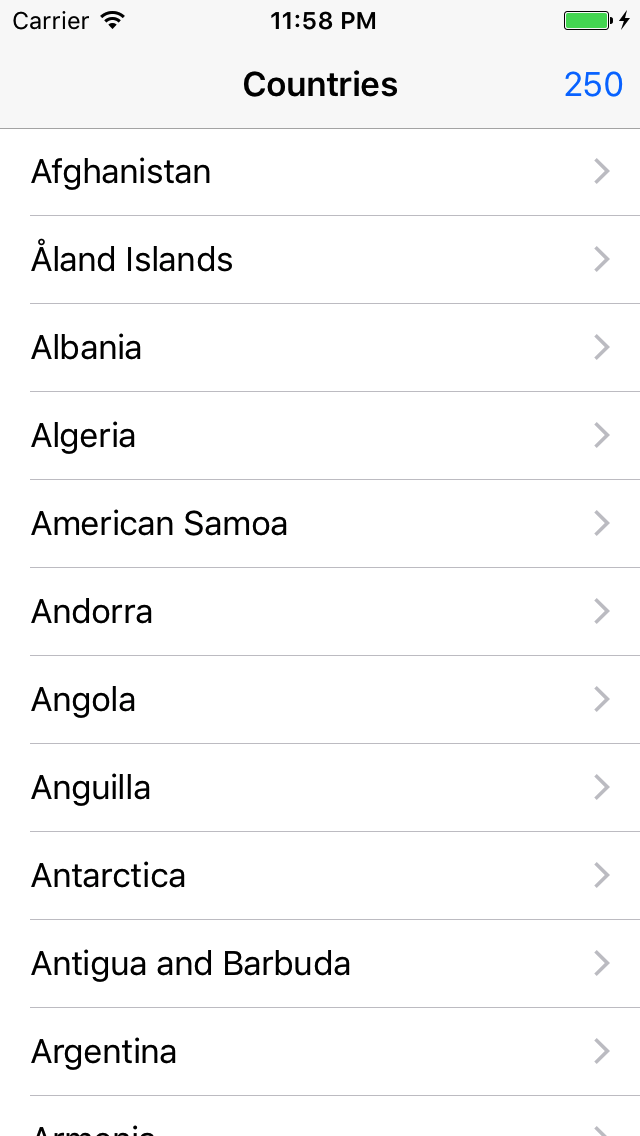 Carrier 11:58 PM
Countries 250
Afghanistan
Åland Islands
Albania
Algeria
American Samoa
Andorra
Angola
Anguilla
Antarctica
Antigua and Barbuda
Argentina
Armenia